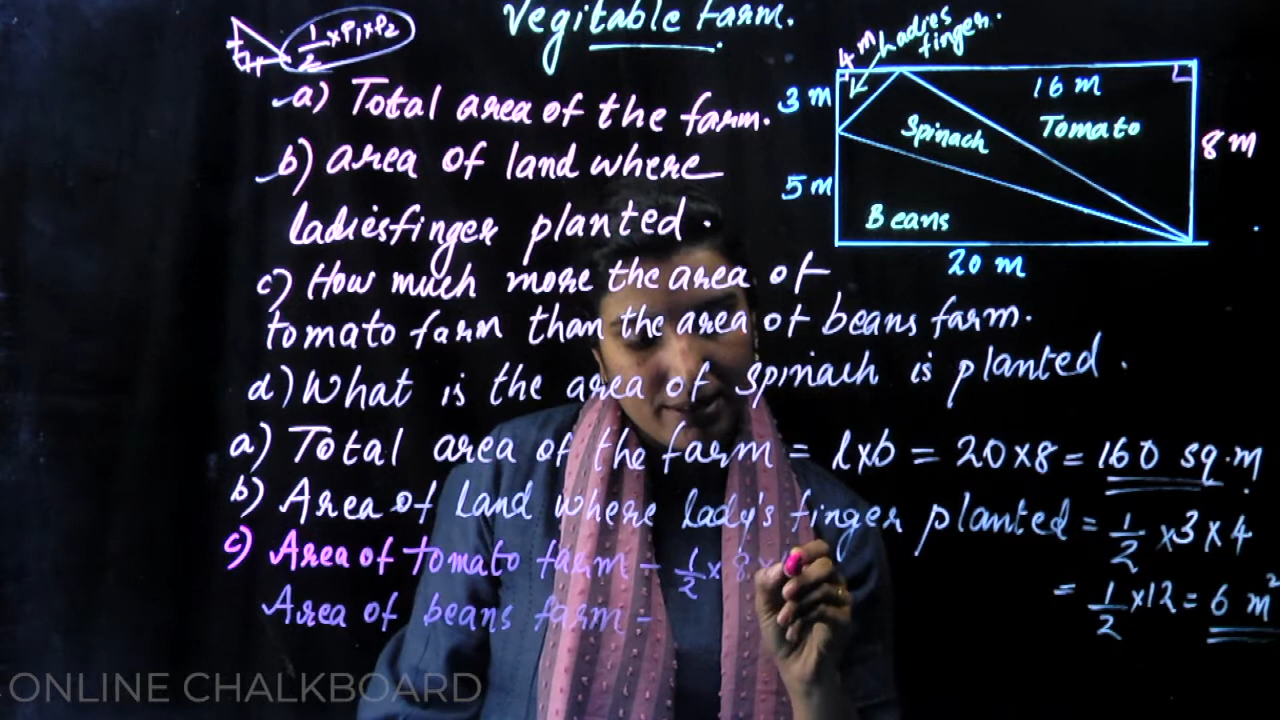 Vegitable farm.
1/2 × P1 × P2
4 m Ladies finger.
a) Total area of the farm.
3 m
16 m
b) area of land where
Spinach
Tomato
8 m
5 m
ladiesfinger planted.
Beans
20 m
c) How much more the area of
tomato farm than the area of beans farm.
d) What is the area of spinach is planted.
a) Total area of the farm = l×b = 20×8 = 160 sq.m
b) Area of Land where lady's finger planted = 1/2 ×3×4
c) Area of tomato farm – 1/2 × 8
= 1/2 ×12 = 6 m²
Area of beans farm –
ONLINE CHALKBOARD